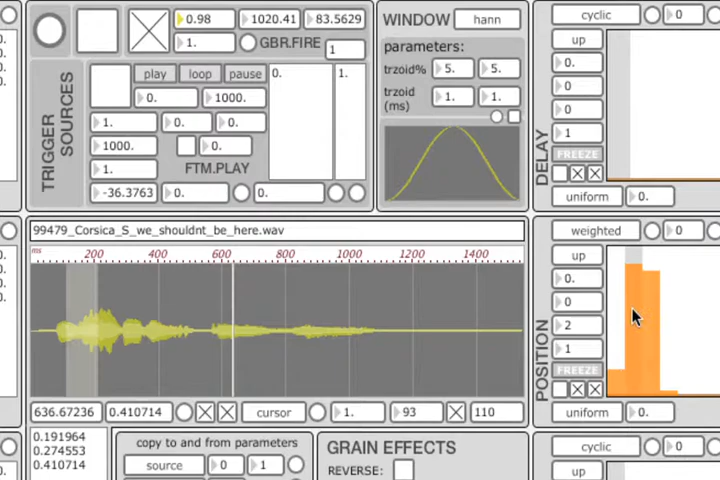 0.98
1020.41
83.5629
1.
GBR.FIRE
1
TRIGGER
SOURCES
play
loop
pause
0.
1.
0.
1000.
1.
0.
0.
1000.
0.
1.
FTM.PLAY
-36.3763
0.
0.
WINDOW
hann
parameters:
trzoid%
5.
5.
trzoid
(ms)
1.
1.
DELAY
cyclic
0
up
0.
0
0
1
FREEZE
uniform
0.
99479_Corsica_S_we_shouldnt_be_here.wav
ms
200
400
600
800
1000
1200
1400
636.67236
0.410714
cursor
1.
93
110
POSITION
weighted
0
up
0.
0
2
1
FREEZE
uniform
0.
0.191964
0.274553
0.410714
copy to and from parameters
source
0
1
GRAIN EFFECTS
REVERSE:
cyclic
0
up